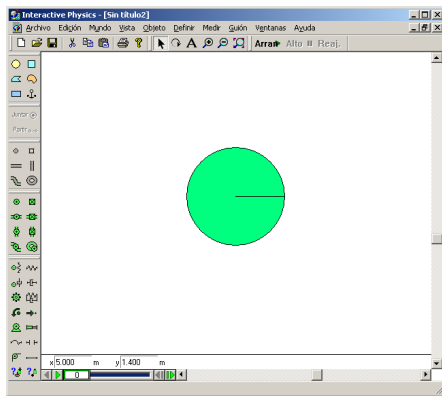 Interactive Physics - [Sin título2]
Archivo Edición Mundo Vista Objeto Definir Medir Guión Ventanas Ayuda
A Arran Alto II Reaj.
Juntar
Partir
x 5.000 m y 1.400 m
0